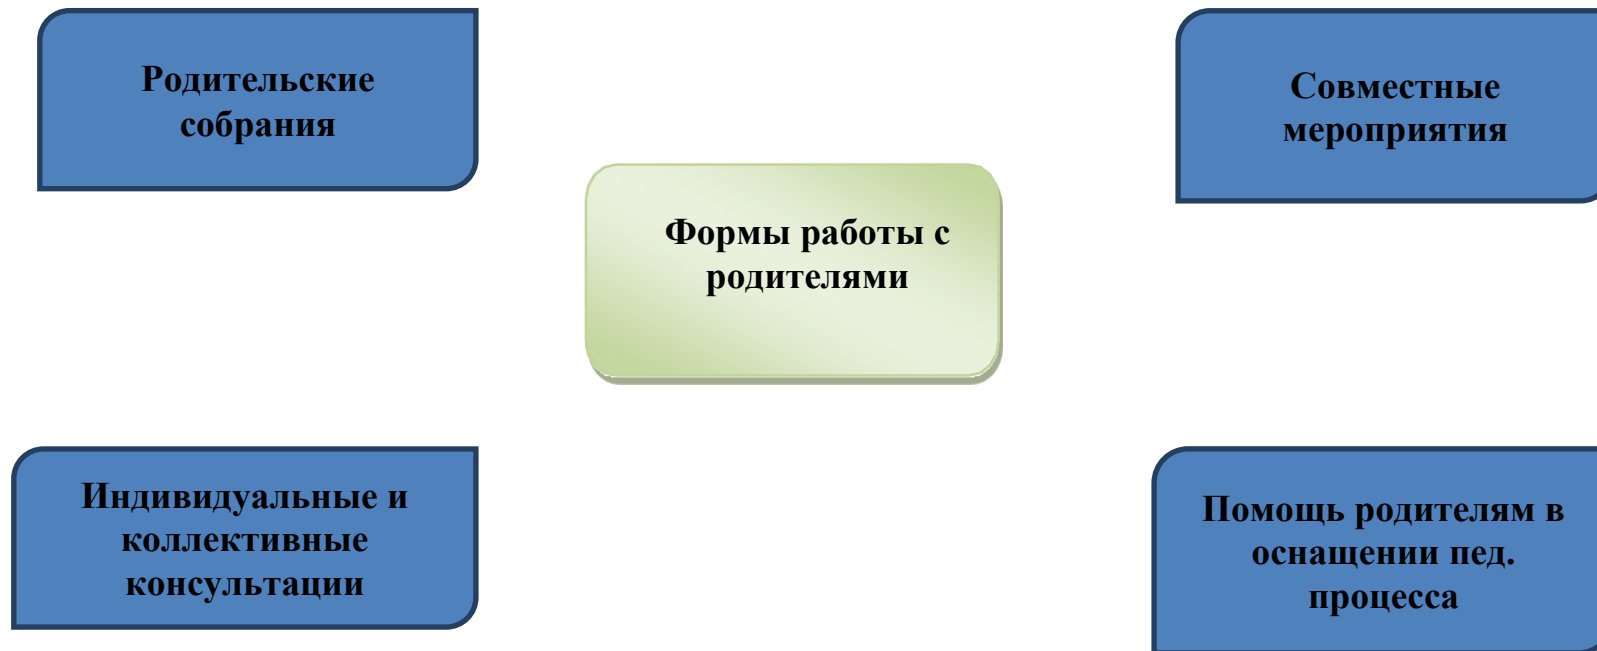 Родительские
собрания
Совместные
мероприятия
Формы работы с
родителями
Индивидуальные и
коллективные
консультации
Помощь родителям в
оснащении пед.
процесса